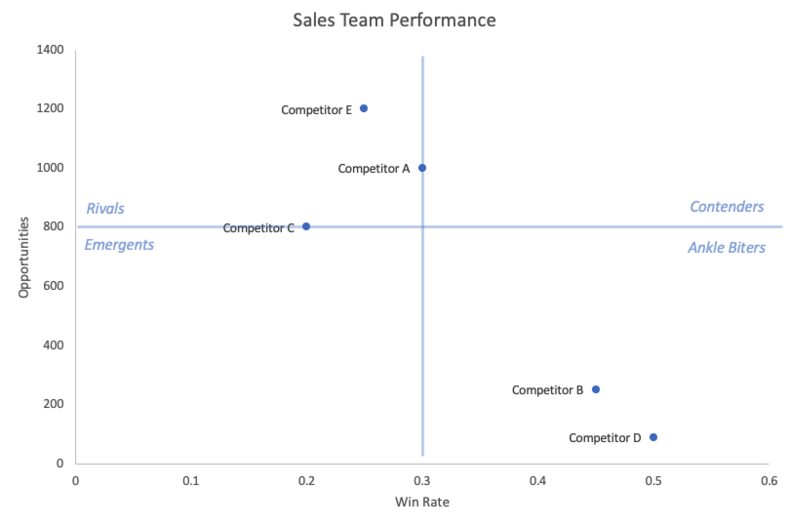 Sales Team Performance
1400
1200
1000
800
600
400
200
0
Opportunities
Competitor E
Competitor A
Rivals
Contenders
Competitor C
Emergents
Ankle Biters
Competitor B
Competitor D
0 0.1 0.2 0.3 0.4 0.5 0.6
Win Rate